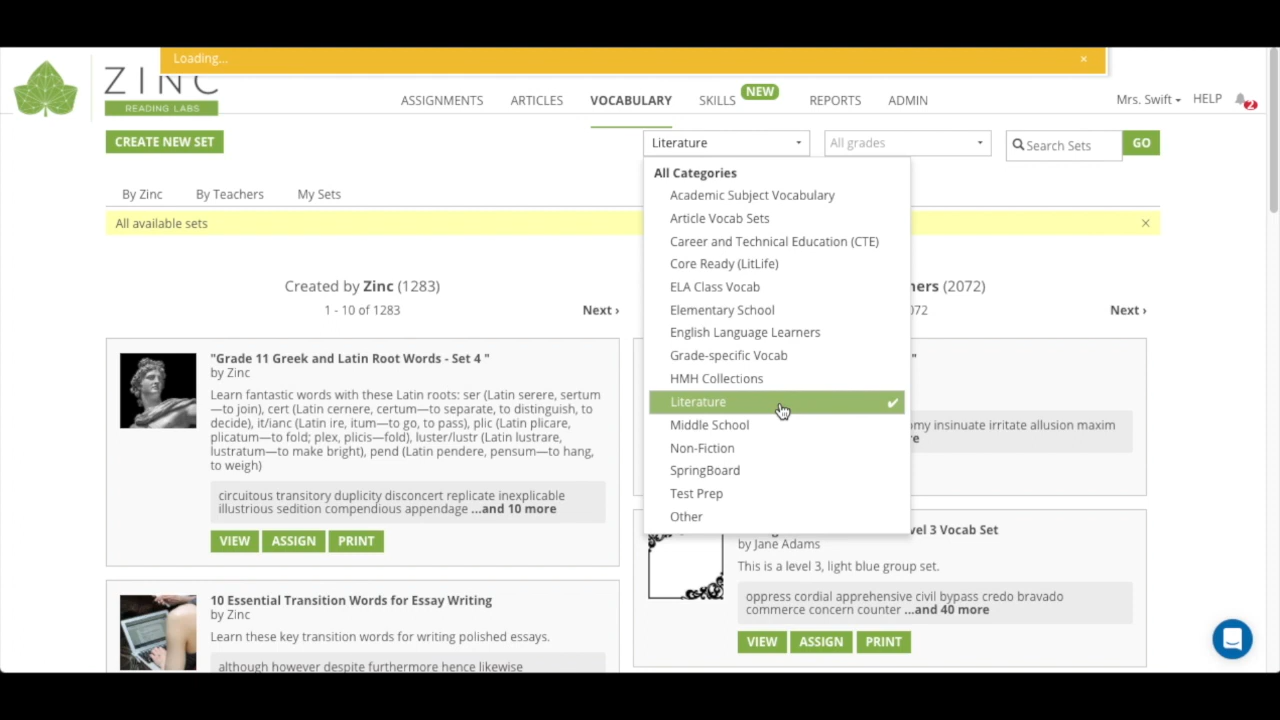 Loading...
×
ZINC
READING LABS
ASSIGNMENTS
ARTICLES
VOCABULARY
SKILLS
NEW
REPORTS
ADMIN
Mrs. Swift
HELP
2
CREATE NEW SET
Literature
All grades
Search Sets
GO
By Zinc
By Teachers
My Sets
All available sets
×
All Categories
Academic Subject Vocabulary
Article Vocab Sets
Career and Technical Education (CTE)
Core Ready (LitLife)
ELA Class Vocab
Elementary School
English Language Learners
Grade-specific Vocab
HMH Collections
Literature
Middle School
Non-Fiction
SpringBoard
Test Prep
Other
Created by Zinc (1283)
1 - 10 of 1283
Next ›
"Grade 11 Greek and Latin Root Words - Set 4 "
by Zinc
Learn fantastic words with these Latin roots: ser (Latin serere, sertum
—to join), cert (Latin cernere, certum—to separate, to distinguish, to
decide), it/ianc (Latin ire, itum—to go, to pass), plic (Latin plicare,
plicatum—to fold; plex, plicis—fold), luster/lustr (Latin lustrare,
lustratum—to make bright), pend (Latin pendere, pensum—to hang,
to weigh)
circuitous transitory duplicity disconcert replicate inexplicable
illustrious sedition compendious appendage ...and 10 more
VIEW
ASSIGN
PRINT
10 Essential Transition Words for Essay Writing
by Zinc
Learn these key transition words for writing polished essays.
although however despite furthermore hence likewise
(2072)
Next ›
insinuate irritate allusion maxim
Vocab Set
by Jane Adams
This is a level 3, light blue group set.
oppress cordial apprehensive civil bypass credo bravado
commerce concern counter ...and 40 more
VIEW
ASSIGN
PRINT